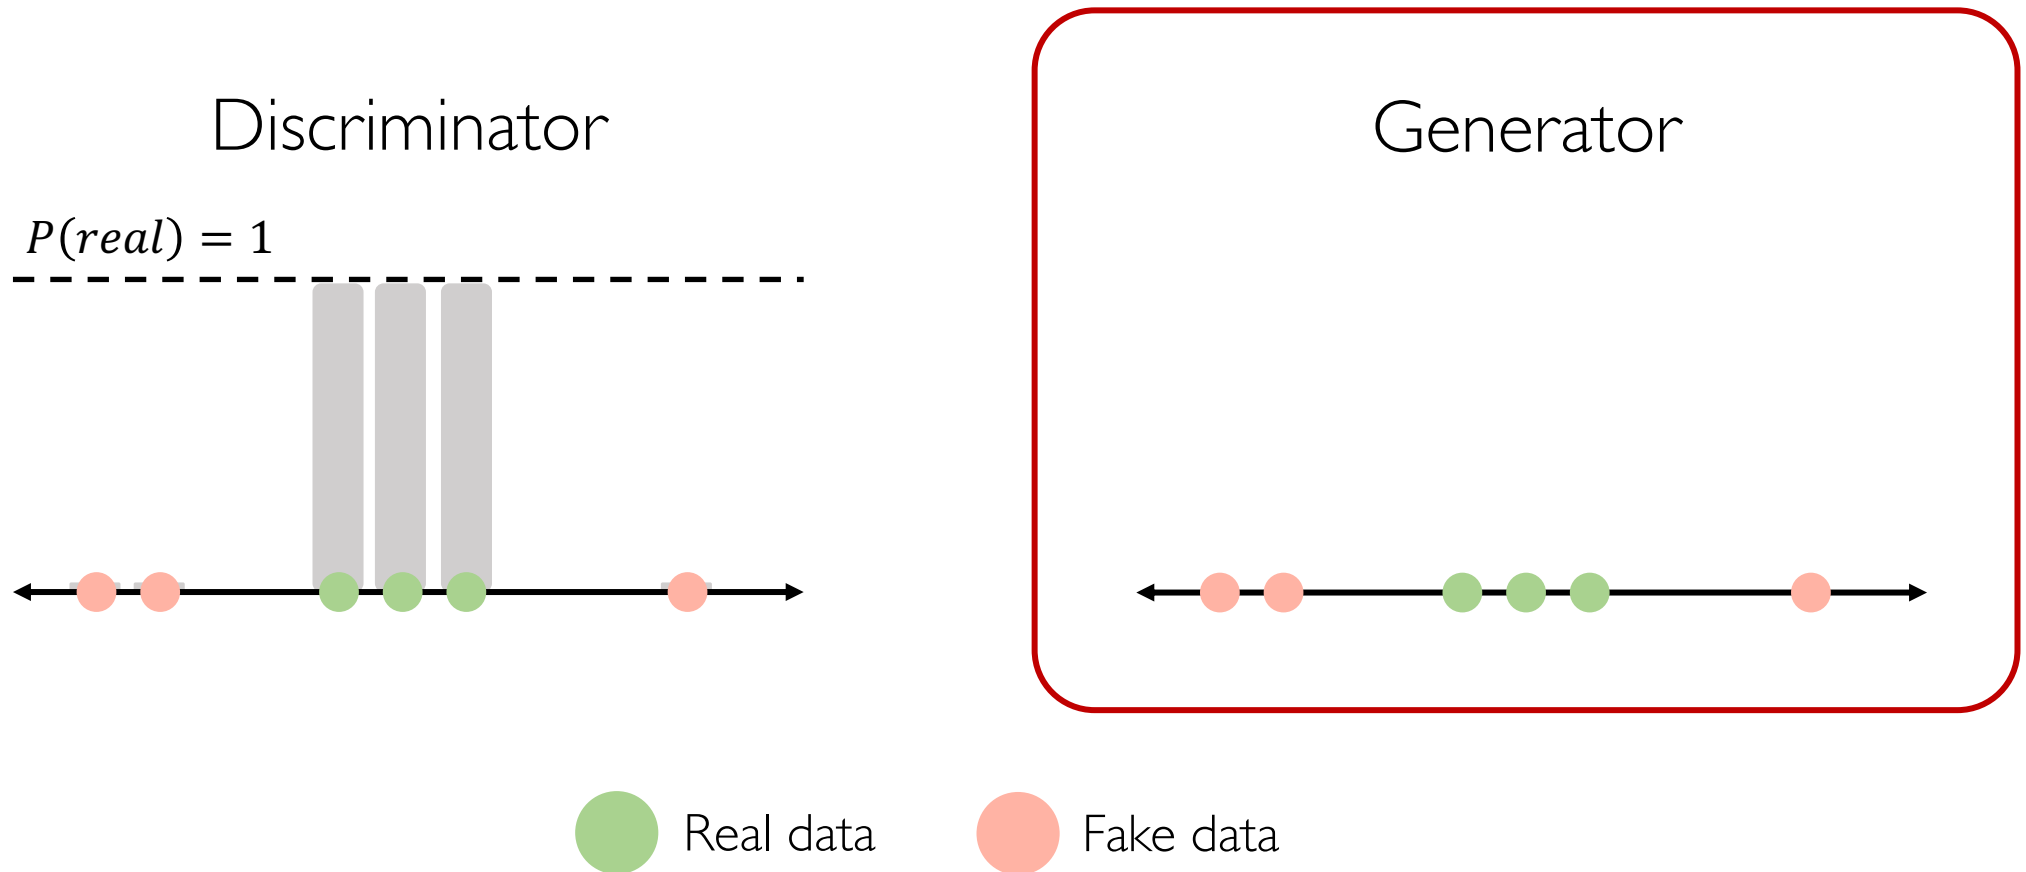 Discriminator
Generator
P(real) = 1
Real data
Fake data